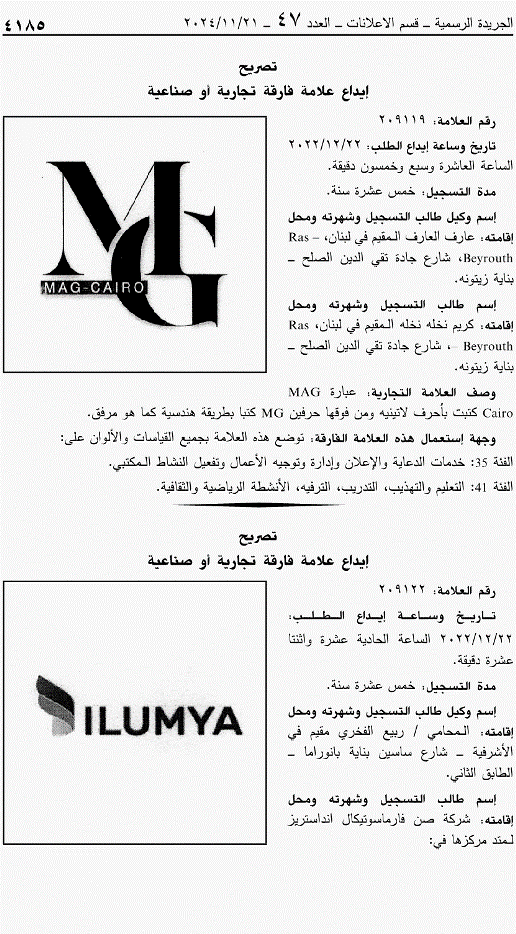 الجريدة الرسمية ــ قسم الاعلانات ــ العدد ٤٧ ــ ٢٠٢٤/١١/٢١
٤١٨٥
تصريح
إيداع علامة فارقة تجارية أو صناعية
رقم العلامة: ٢٠٩١١٩
تاريخ وساعة إيداع الطلب: ٢٠٢٢/١٢/٢٢
الساعة العاشرة وسبع وخمسون دقيقة.
مدة التسجيل: خمس عشرة سنة.
إسم وكيل طالب التسجيل وشهرته ومحل
إقامته: عارف العارف المقيم في لبنان، – Ras
Beyrouth، شارع جادة تقي الدين الصلح ــ
بناية زيتونه.
إسم طالب التسجيل وشهرته ومحل
إقامته: كريم نخله نخله المقيم في لبنان، Ras
Beyrouth –، شارع جادة تقي الدين الصلح ــ
بناية زيتونه.
MG
MAG-CAIRO
وصف العلامة التجارية: عبارة MAG
Cairo كتبت بأحرف لاتينيه ومن فوقها حرفين MG كتبا بطريقة هندسية كما هو مرفق.
وجهة إستعمال هذه العلامة الفارقة: توضع هذه العلامة بجميع القياسات والألوان على:
الفئة 35: خدمات الدعاية والإعلان وإدارة وتوجيه الأعمال وتفعيل النشاط المكتبي.
الفئة 41: التعليم والتهذيب، التدريب، الترفيه، الأنشطة الرياضية والثقافية.
تصريح
إيداع علامة فارقة تجارية أو صناعية
رقم العلامة: ٢٠٩١٢٢
تاريخ وساعة إيداع الطلب:
٢٠٢٢/١٢/٢٢ الساعة الحادية عشرة واثنتا
عشرة دقيقة.
مدة التسجيل: خمس عشرة سنة.
إسم وكيل طالب التسجيل وشهرته ومحل
إقامته: المحامي / ربيع الفخري مقيم في
الأشرفية ــ شارع ساسين بناية بانوراما ــ
الطابق الثاني.
إسم طالب التسجيل وشهرته ومحل
إقامته: شركة صن فارماسوتيكال انداستريز
لمتد مركزها في:
ILUMYA